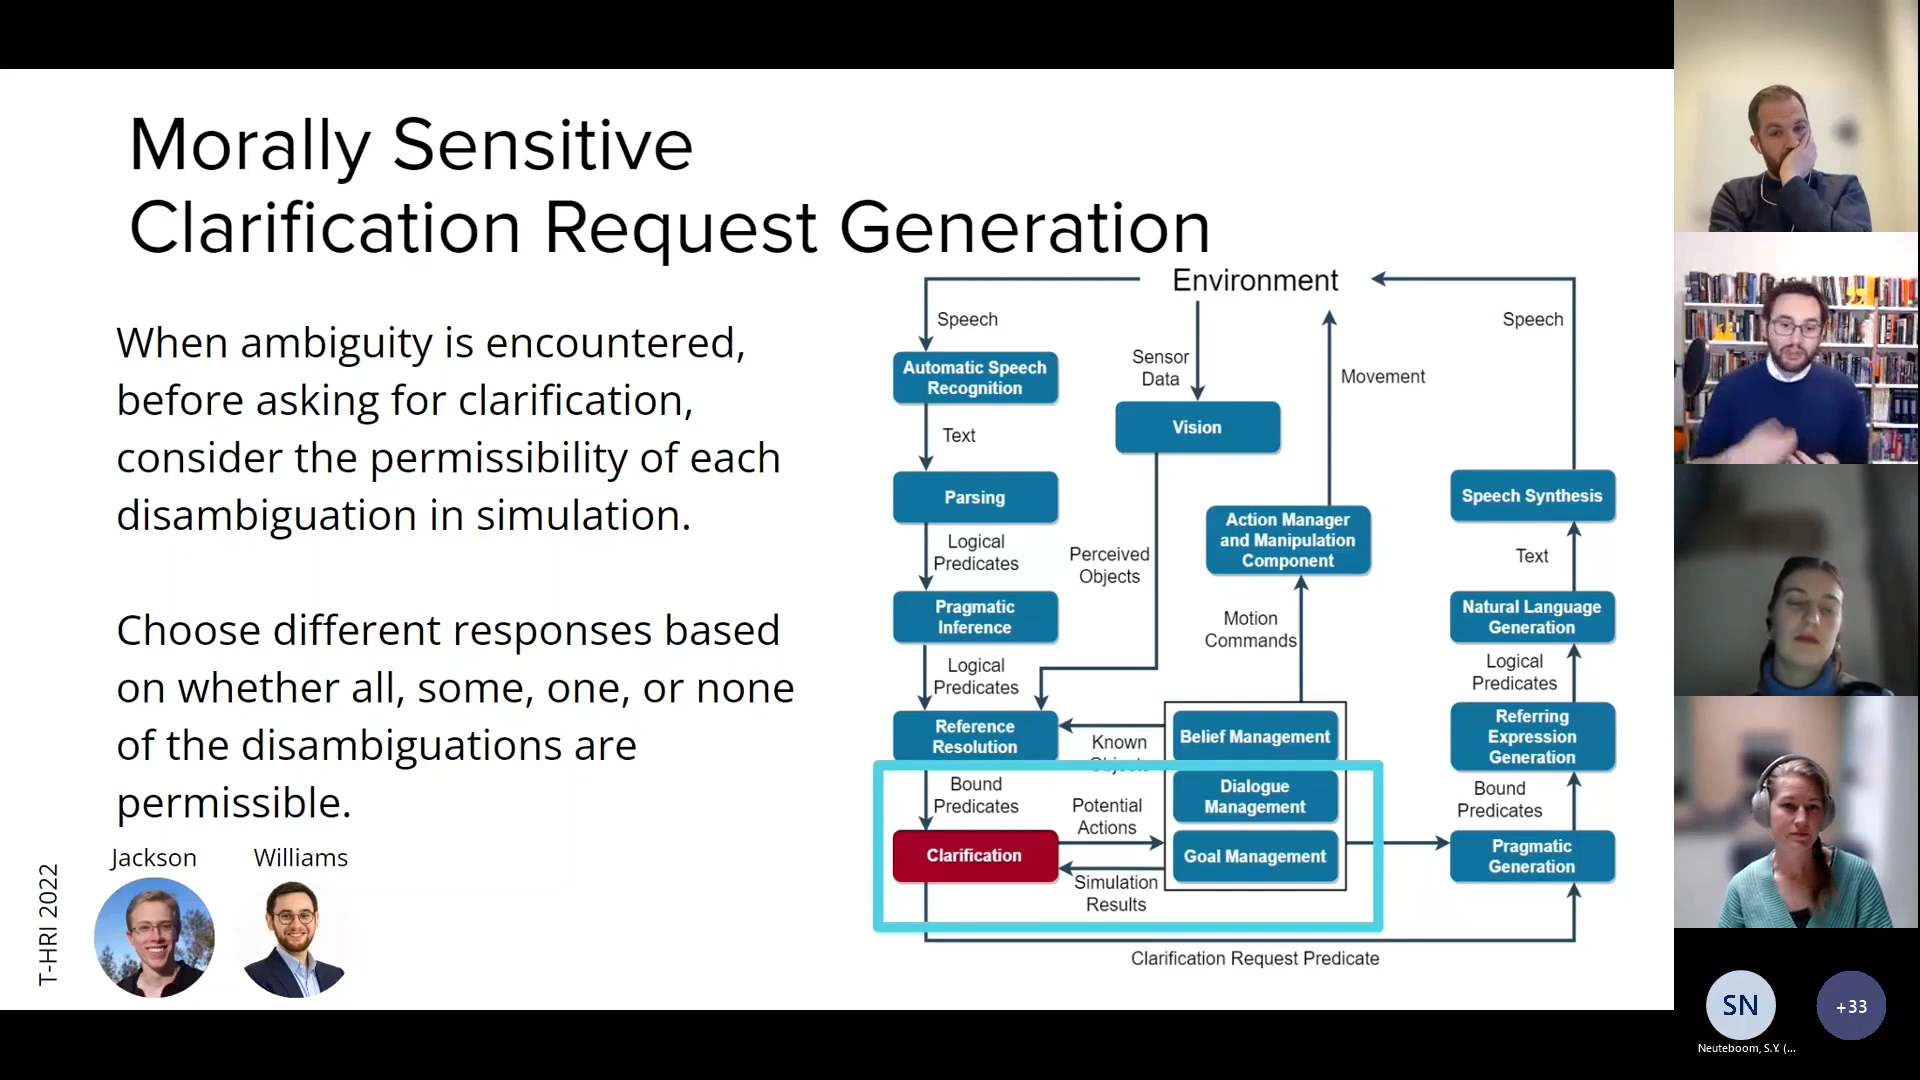 Morally Sensitive
Clarification Request Generation
When ambiguity is encountered,
before asking for clarification,
consider the permissibility of each
disambiguation in simulation.
Choose different responses based
on whether all, some, one, or none
of the disambiguations are
permissible.
Jackson
Williams
T-HRI 2022
Environment
Speech
Automatic Speech
Recognition
Text
Parsing
Logical
Predicates
Pragmatic
Inference
Logical
Predicates
Reference
Resolution
Bound
Predicates
Clarification
Sensor
Data
Vision
Perceived
Objects
Known
Objects
Potential
Actions
Simulation
Results
Movement
Action Manager
and Manipulation
Component
Motion
Commands
Belief Management
Dialogue
Management
Goal Management
Speech
Speech Synthesis
Text
Natural Language
Generation
Logical
Predicates
Referring
Expression
Generation
Bound
Predicates
Pragmatic
Generation
Clarification Request Predicate
SN
+33
Neuteboom, S.Y. (...